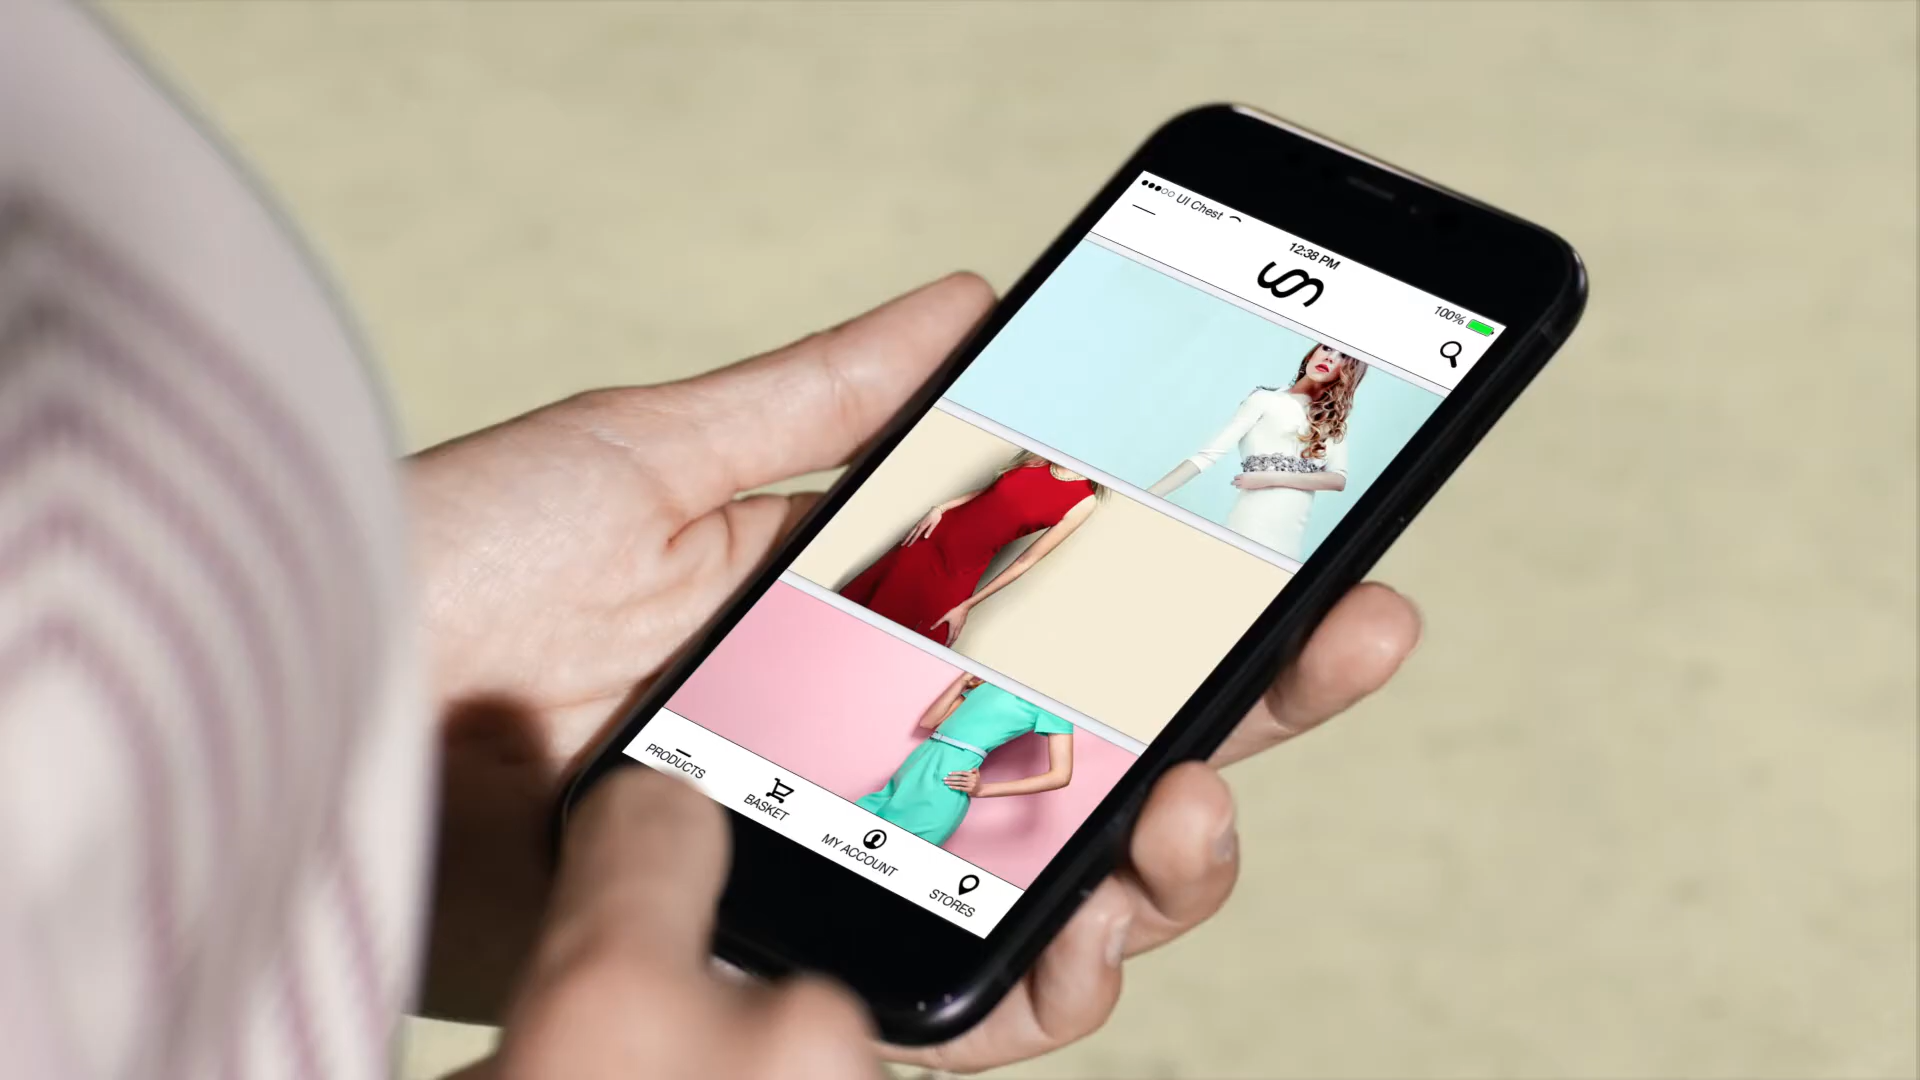 UI Chest
12:38 PM
100%
PRODUCTS
BASKET
MY ACCOUNT
STORES